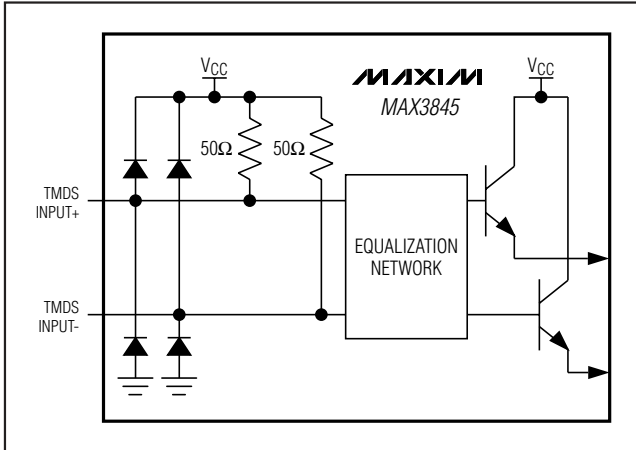 VCC
MAXIM
VCC
MAX3845
50Ω
50Ω
TMDS
INPUT+
EQUALIZATION
NETWORK
TMDS
INPUT-